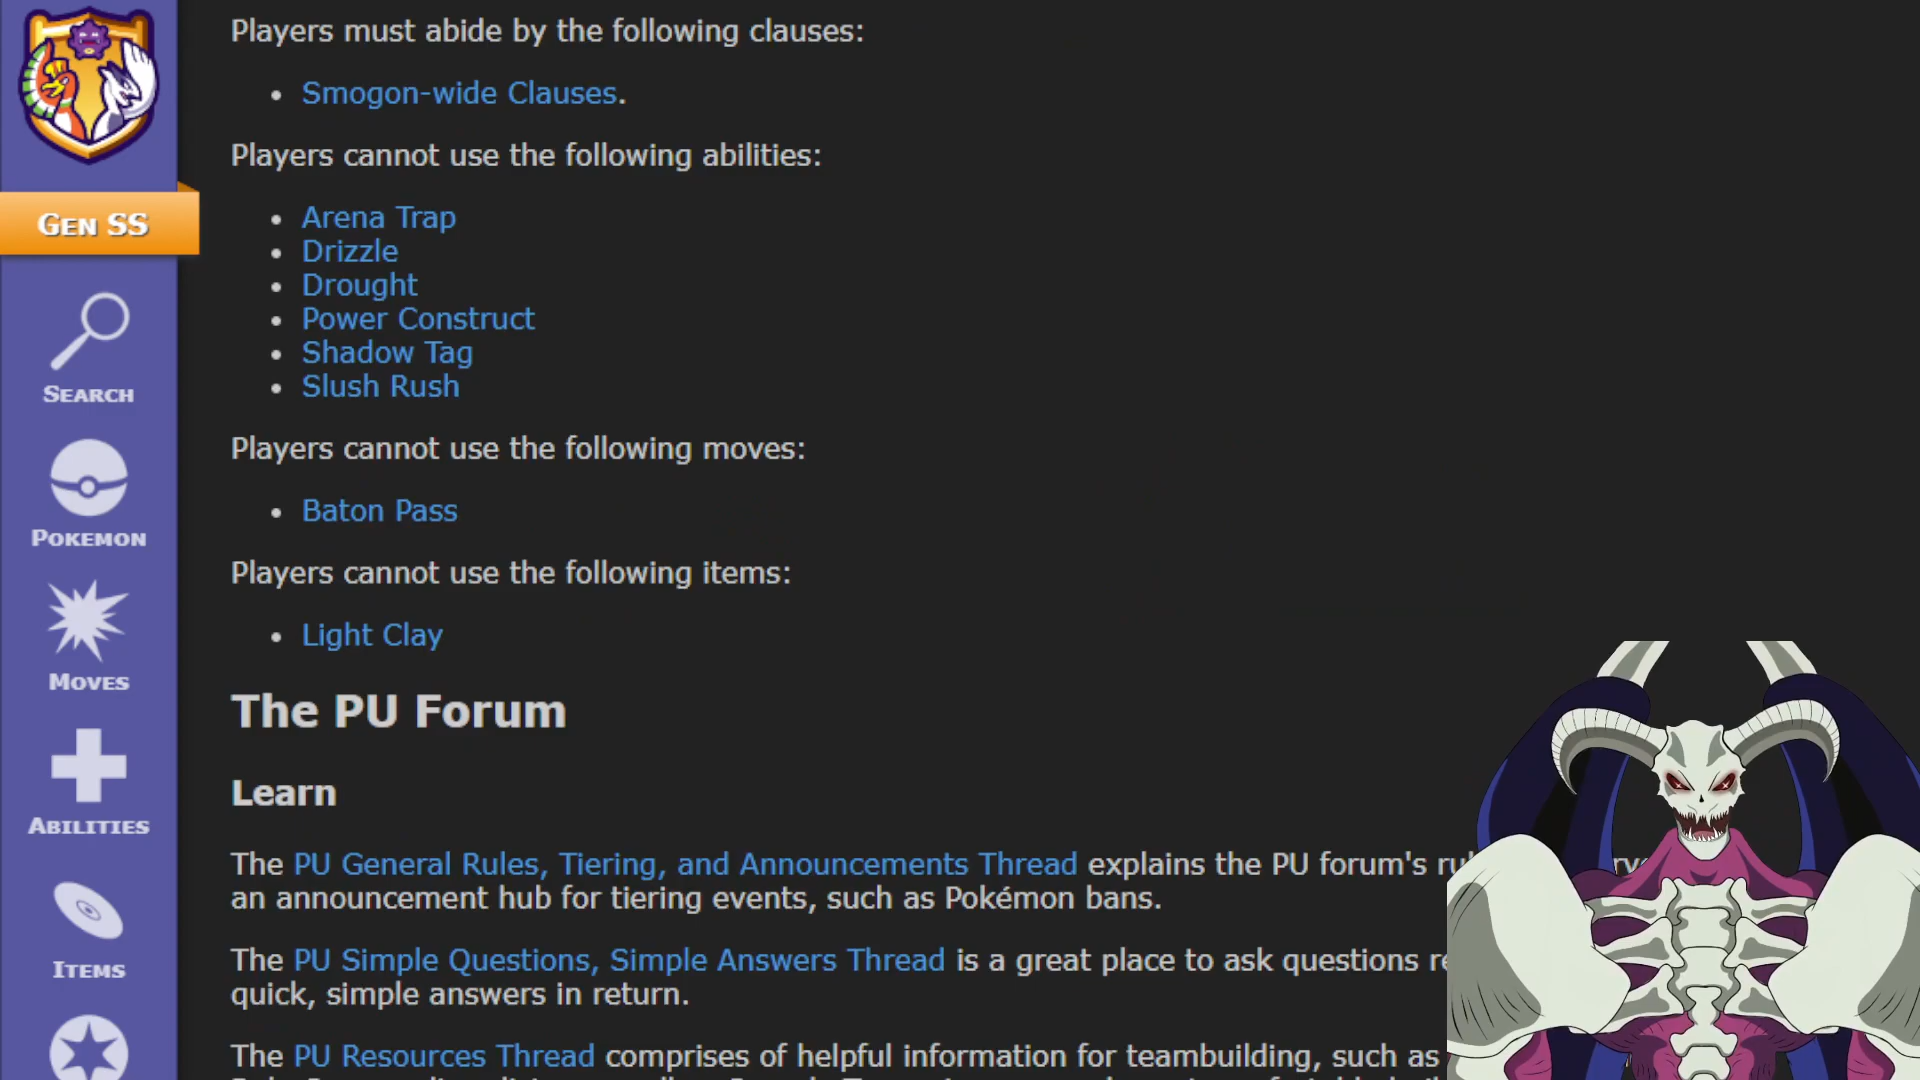 Players must abide by the following clauses:
Smogon-wide Clauses.
Players cannot use the following abilities:
Arena Trap
Drizzle
Drought
Power Construct
Shadow Tag
Slush Rush
Players cannot use the following moves:
Baton Pass
Players cannot use the following items:
Light Clay
The PU Forum
Learn
The PU General Rules, Tiering, and Announcements Thread explains the PU forum's
an announcement hub for tiering events, such as Pokémon bans.
The PU Simple Questions, Simple Answers Thread is a great place to ask questions
quick, simple answers in return.
The PU Resources Thread comprises of helpful information for teambuilding, such as
GEN SS
SEARCH
POKEMON
MOVES
ABILITIES
ITEMS